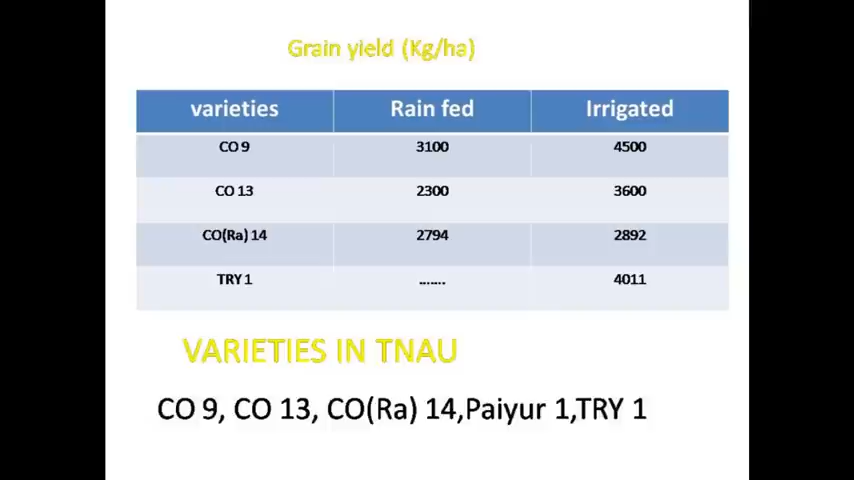 Grain yield (Kg/ha)
varieties Rain fed Irrigated
CO 9 3100 4500
CO 13 2300 3600
CO(Ra) 14 2794 2892
TRY 1 ....... 4011
VARIETIES IN TNAU
CO 9, CO 13, CO(Ra) 14,Paiyur 1,TRY 1